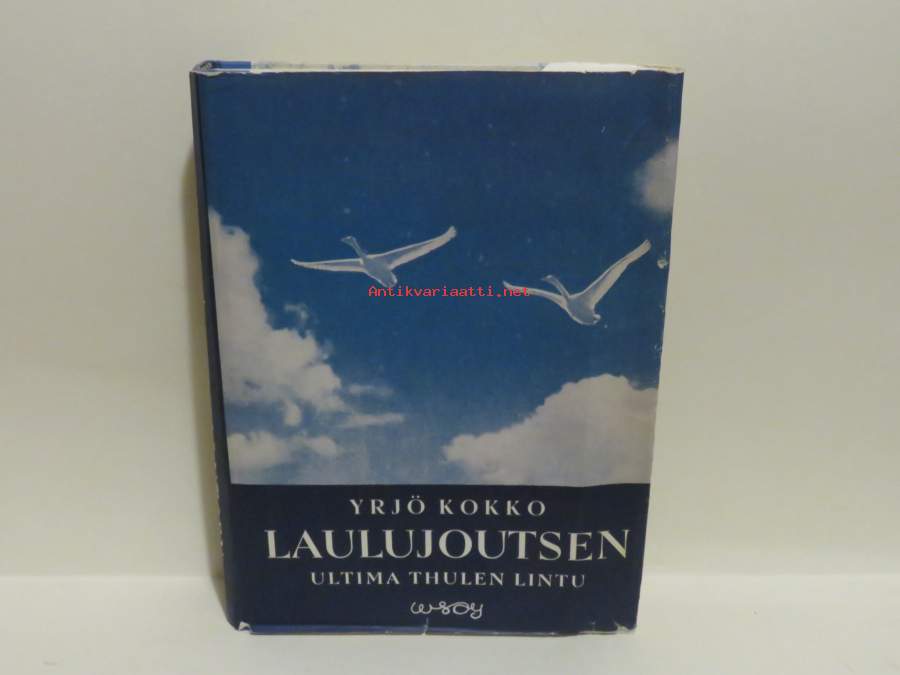 Antikvariaatti.net
YRJÖ KOKKO
LAULUJOUTSEN
ULTIMA THULEN LINTU
wsoy